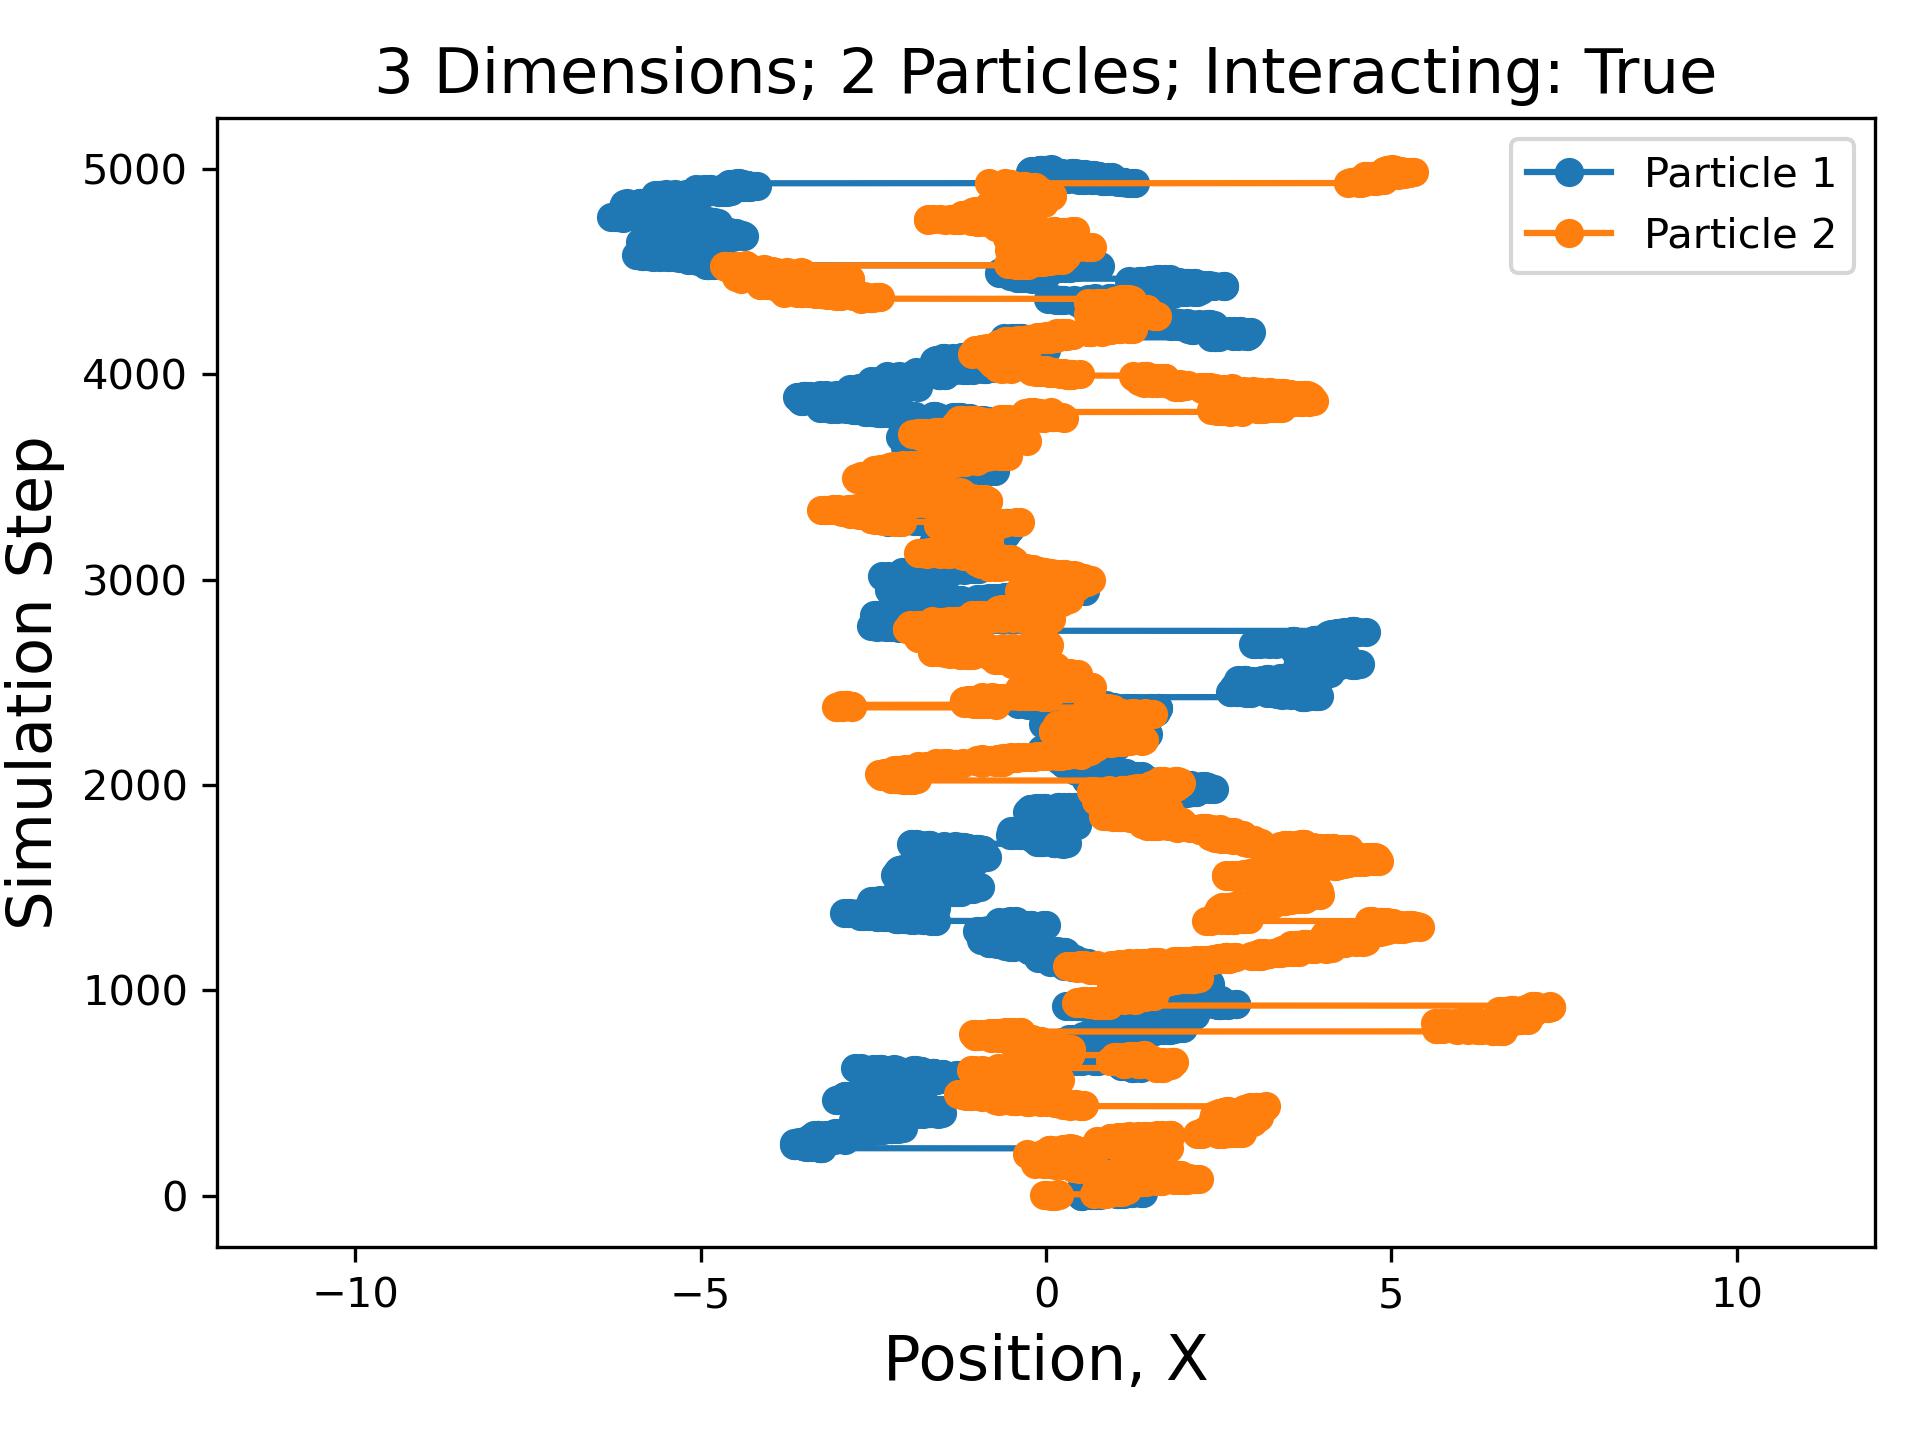 3 Dimensions; 2 Particles; Interacting: True
Particle 1
Particle 2
5000
4000
3000
2000
1000
0
Simulation Step
−10
−5
0
5
10
Position, X